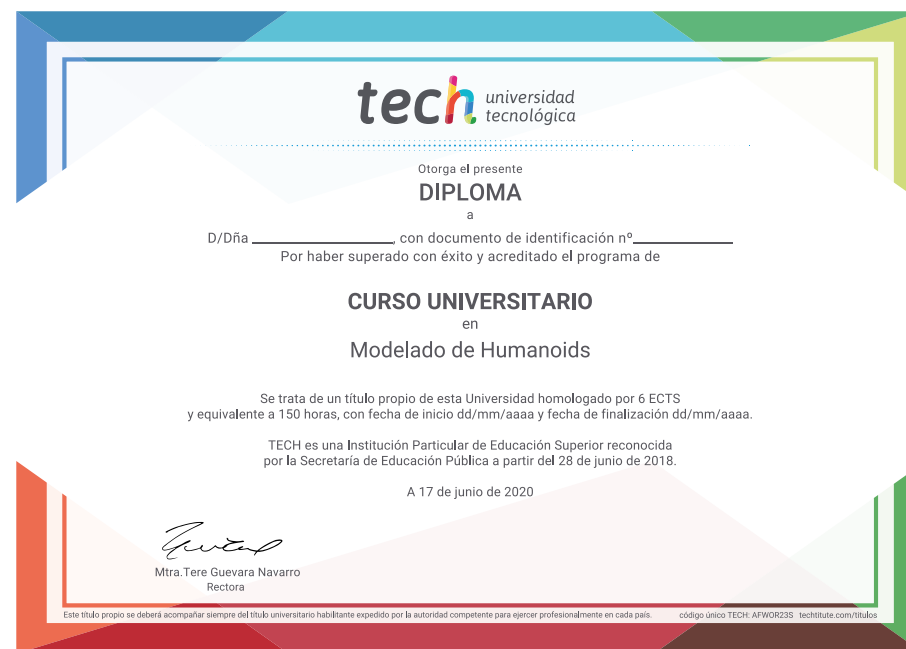 tech universidad
tecnológica
Otorga el presente
DIPLOMA
a
D/Dña ____________________, con documento de identificación nº______________
Por haber superado con éxito y acreditado el programa de
CURSO UNIVERSITARIO
en
Modelado de Humanoids
Se trata de un título propio de esta Universidad homologado por 6 ECTS
y equivalente a 150 horas, con fecha de inicio dd/mm/aaaa y fecha de finalización dd/mm/aaaa.
TECH es una Institución Particular de Educación Superior reconocida
por la Secretaría de Educación Pública a partir del 28 de junio de 2018.
A 17 de junio de 2020
Mtra.Tere Guevara Navarro
Rectora
Este título propio se deberá acompañar siempre del título universitario habilitante expedido por la autoridad competente para ejercer profesionalmente en cada país. código único TECH: AFWOR23S techtitute.com/titulos